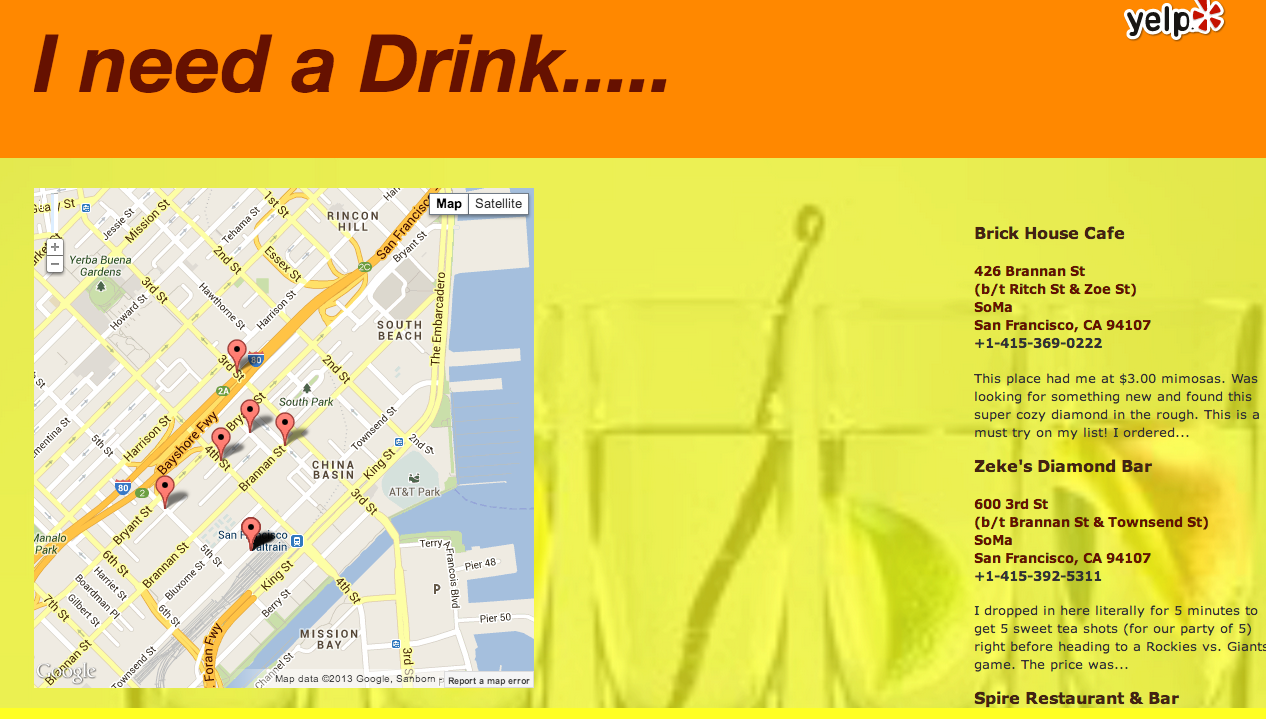 yelp
I need a Drink.....
Map Satellite
Geary St
Jessie St
Mission St
Tehama St
1st St
RINCON
HILL
San Francisc
Bryant St
2nd St
Essex St
2C
Yerba Buena
Gardens
3rd St
Howard St
Hawthorne St
Harrison St
SOUTH
BEACH
The Embarcadero
80
3rd St
2A
2nd St
South Park
Bayshore Fwy
4th St
Brannan St
Townsend St
2nd St
Harrison St
5th St
CHINA
BASIN
King St
80
2
AT&T Park
3rd St
Bryant St
Manalo
Park
6th St
Brannan St
5th St
Bluxome St
King St
4th St
Terry
Francois Blvd
Pier 48
P
Pier 50
Harriet St
Boardman Pl
Gilbert St
7th St
6th St
Berry St
MISSION
BAY
Foran Fwy
Channel St
3rd S
Brannan St
Townsend St
Google
Map data ©2013 Google, Sanborn
Report a map error
Brick House Cafe
426 Brannan St
(b/t Ritch St & Zoe St)
SoMa
San Francisco, CA 94107
+1-415-369-0222
This place had me at $3.00 mimosas. Was
looking for something new and found this
super cozy diamond in the rough. This is a
must try on my list! I ordered...
Zeke's Diamond Bar
600 3rd St
(b/t Brannan St & Townsend St)
SoMa
San Francisco, CA 94107
+1-415-392-5311
I dropped in here literally for 5 minutes to
get 5 sweet tea shots (for our party of 5)
right before heading to a Rockies vs. Giants
game. The price was...
Spire Restaurant & Bar